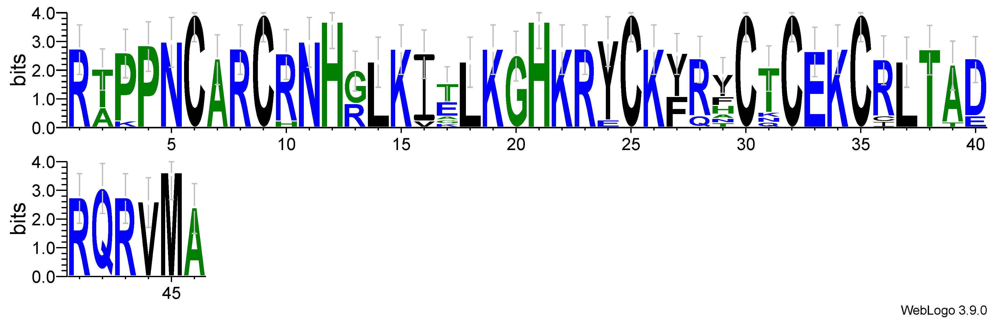 4.0
3.0
2.0
1.0
0.0
bits
RTPPNCARCRNHGLKITLKGHKRYCKYRYCTCEKCRLTAD
A K H R V E E F Q F K C T E
A H N I
G A Q
K N
T
5 10 15 20 25 30 35 40
4.0
3.0
2.0
1.0
0.0
bits
RQRVMA
45
WebLogo 3.9.0